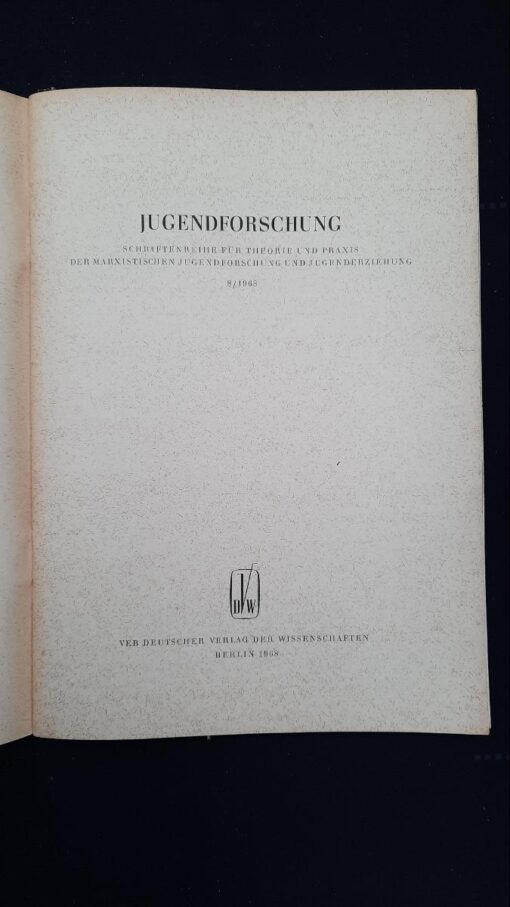 JUGENDFORSCHUNG
SCHRIFTENREIHE FÜR THEORIE UND PRAXIS
DER MARXISTISCHEN JUGENDFORSCHUNG UND JUGENDERZIEHUNG
8/1968
DVW
VEB DEUTSCHER VERLAG DER WISSENSCHAFTEN
BERLIN 1968